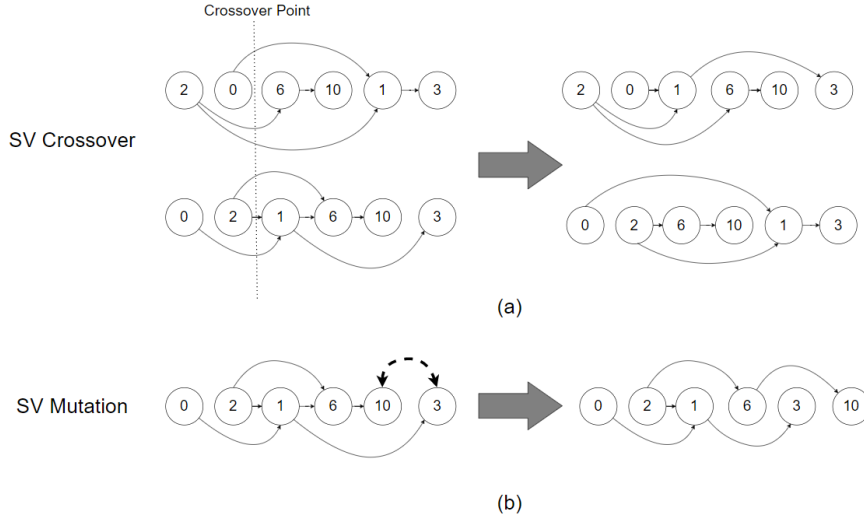 Crossover Point
2 0 6 10 1 3
2 0 1 6 10 3
SV Crossover
0 2 1 6 10 3
0 2 6 10 1 3
(a)
SV Mutation
0 2 1 6 10 3
0 2 1 6 3 10
(b)